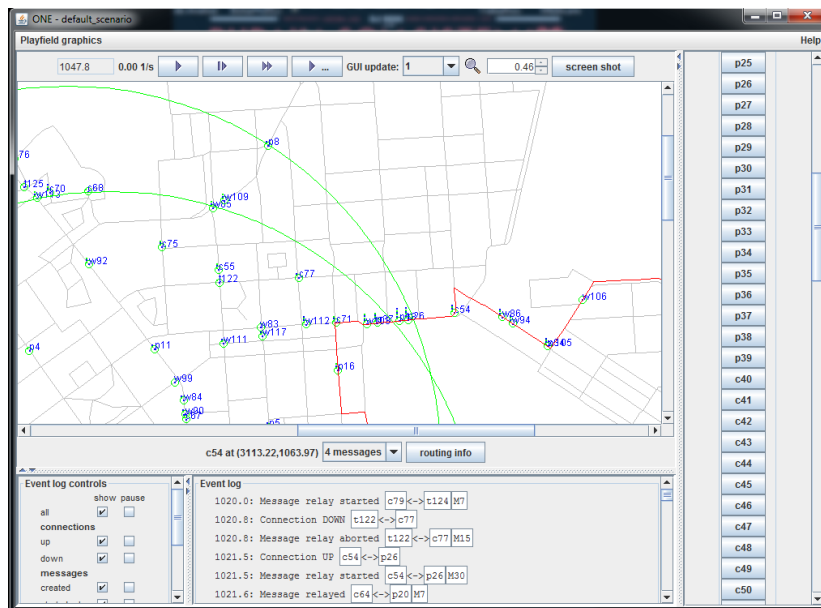 ONE - default_scenario
Playfield graphics Help
1047.8 0.00 1/s ... GUI update: 1 0.46 screen shot
p8
76
t125 c70 c68
w113
w109
w85
c75
w92
c55
t122
c77
w106
c54
w86
w94
c71
w112
w83
w117
w111
p11
p4
p16
w99
w84
c54 at (3113.22,1063.97) 4 messages routing info
Event log controls
show pause
all
connections
up
down
messages
created
Event log
1020.0: Message relay started c79 <-> t124 M7
1020.8: Connection DOWN t122 <-> c77
1020.8: Message relay aborted t122 <-> c77 M15
1021.5: Connection UP c54 <-> p26
1021.5: Message relay started c54 <-> p26 M30
1021.6: Message relayed c64 <-> p20 M7
p25
p26
p27
p28
p29
p30
p31
p32
p33
p34
p35
p36
p37
p38
p39
c40
c41
c42
c43
c44
c45
c46
c47
c48
c49
c50